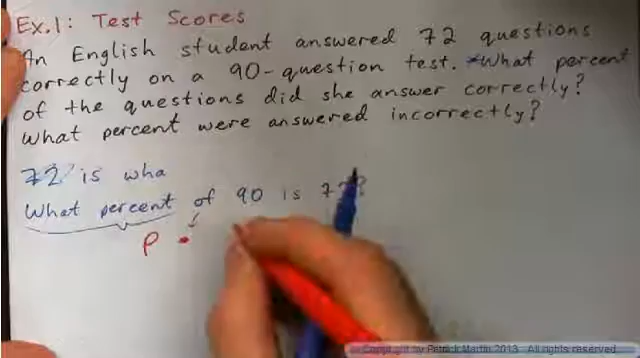 Ex.1: Test Scores
An English student answered 72 questions
correctly on a 90-question test. *What percent
of the questions did she answer correctly?
What percent were answered incorrectly?
72 is wha
What percent of 90 is 72?
P •
Copyright by Patrick Martin 2013 . All rights reserved